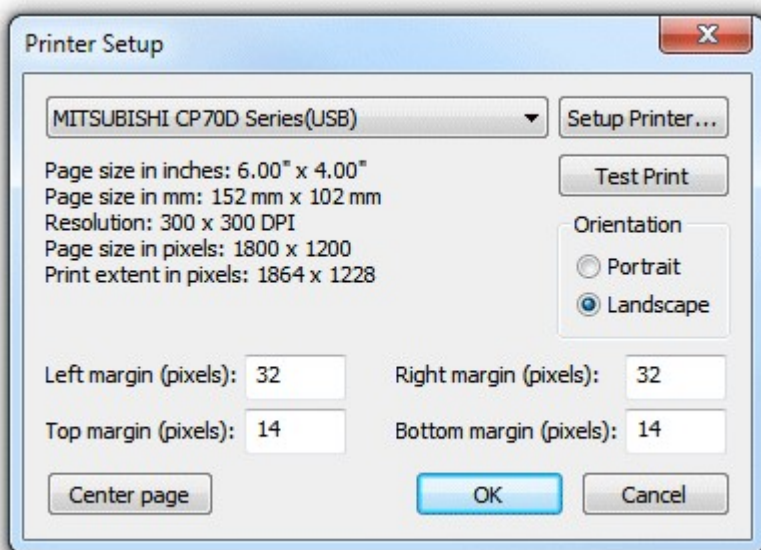 Printer Setup
MITSUBISHI CP70D Series(USB)
Setup Printer...
Page size in inches: 6.00" x 4.00"
Page size in mm: 152 mm x 102 mm
Resolution: 300 x 300 DPI
Page size in pixels: 1800 x 1200
Print extent in pixels: 1864 x 1228
Test Print
Orientation
Portrait
Landscape
Left margin (pixels): 32
Right margin (pixels): 32
Top margin (pixels): 14
Bottom margin (pixels): 14
Center page
OK
Cancel